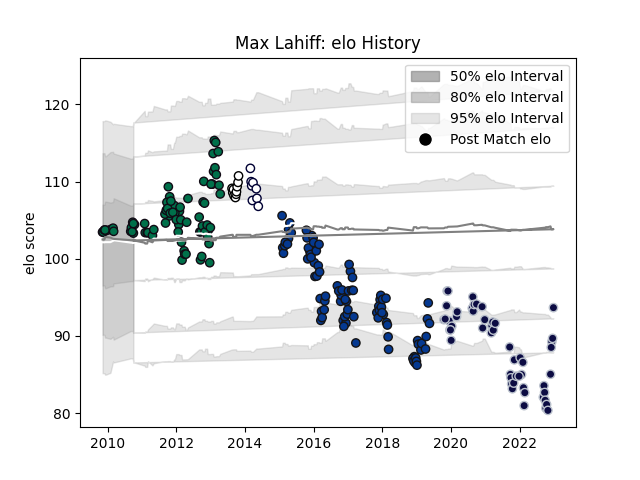 Max Lahiff: elo History
50% elo Interval
80% elo Interval
95% elo Interval
Post Match elo
elo score
120
110
100
90
80
2010 2012 2014 2016 2018 2020 2022